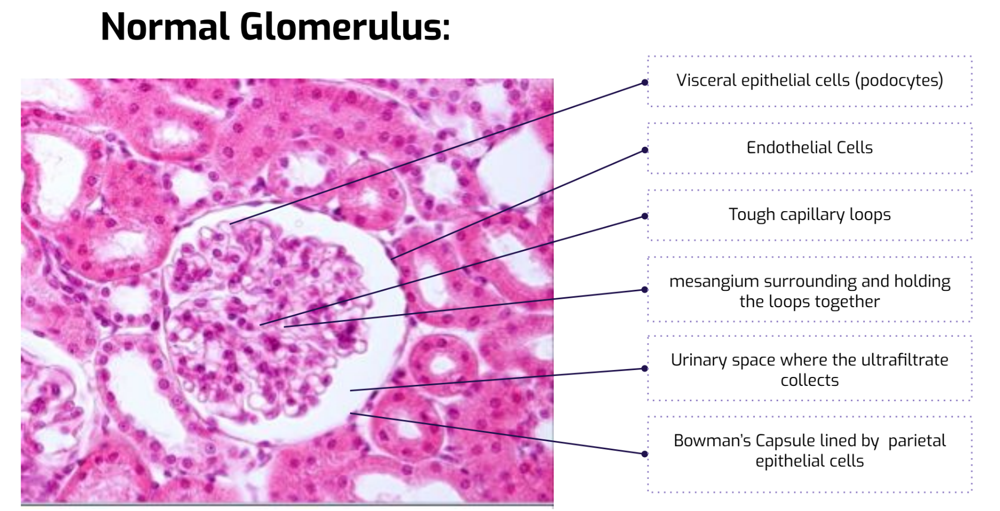 Normal Glomerulus:
Visceral epithelial cells (podocytes)
Endothelial Cells
Tough capillary loops
mesangium surrounding and holding
the loops together
Urinary space where the ultrafiltrate
collects
Bowman's Capsule lined by  parietal
epithelial cells